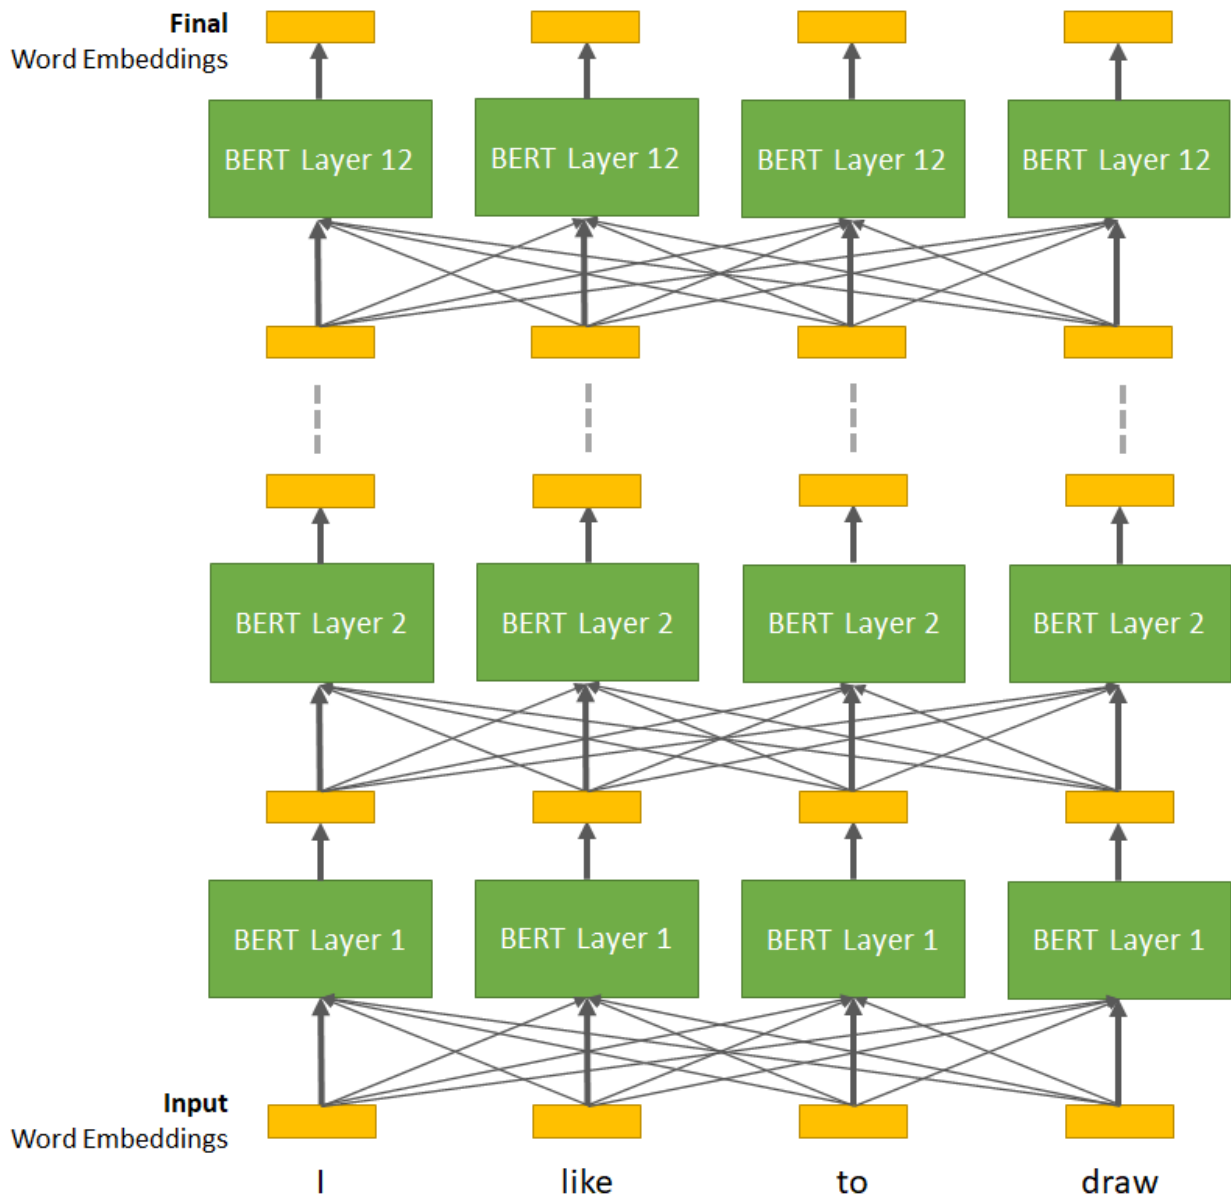 Final
Word Embeddings
BERT Layer 12
BERT Layer 12
BERT Layer 12
BERT Layer 12
BERT Layer 2
BERT Layer 2
BERT Layer 2
BERT Layer 2
BERT Layer 1
BERT Layer 1
BERT Layer 1
BERT Layer 1
Input
Word Embeddings
I
like
to
draw